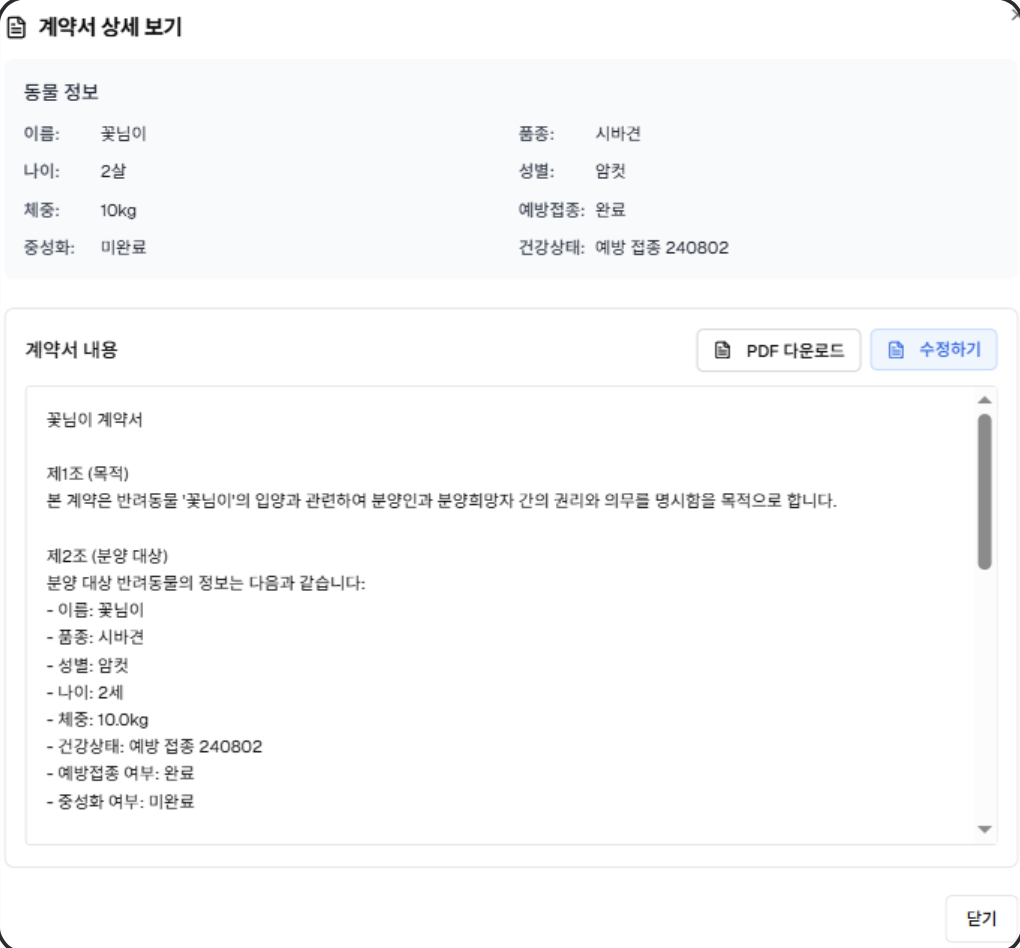 계약서 상세 보기
동물 정보
이름: 꽃님이
품종: 시바견
나이: 2살
성별: 암컷
체중: 10kg
예방접종: 완료
중성화: 미완료
건강상태: 예방 접종 240802
계약서 내용
PDF 다운로드
수정하기
꽃님이 계약서
제1조 (목적)
본 계약은 반려동물 '꽃님이'의 입양과 관련하여 분양인과 분양희망자 간의 권리와 의무를 명시함을 목적으로 합니다.
제2조 (분양 대상)
분양 대상 반려동물의 정보는 다음과 같습니다:
- 이름: 꽃님이
- 품종: 시바견
- 성별: 암컷
- 나이: 2세
- 체중: 10.0kg
- 건강상태: 예방 접종 240802
- 예방접종 여부: 완료
- 중성화 여부: 미완료
닫기